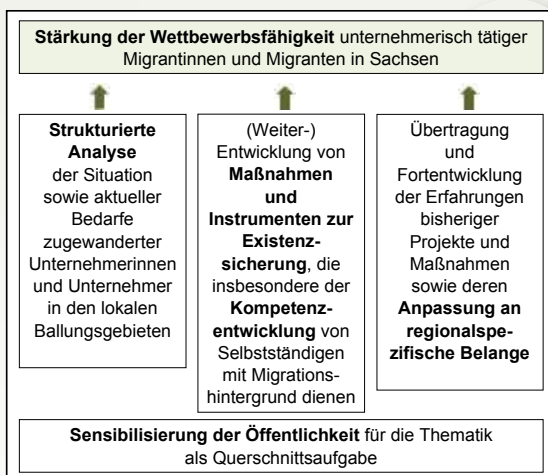 Stärkung der Wettbewerbsfähigkeit unternehmerisch tätiger
Migrantinnen und Migranten in Sachsen
Strukturierte
Analyse
der Situation
sowie aktueller
Bedarfe
zugewanderter
Unternehmerinnen
und Unternehmer
in den lokalen
Ballungsgebieten
(Weiter-)
Entwicklung von
Maßnahmen
und
Instrumenten zur
Existenz-
sicherung, die
insbesondere der
Kompetenz-
entwicklung von
Selbstständigen
mit Migrations-
hintergrund dienen
Übertragung
und
Fortentwicklung
der Erfahrungen
bisheriger
Projekte und
Maßnahmen
sowie deren
Anpassung an
regionalspe-
zifische Belange
Sensibilisierung der Öffentlichkeit für die Thematik
als Querschnittsaufgabe